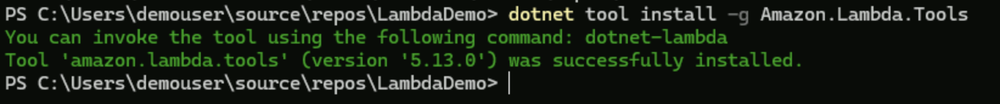 PS C:\Users\demouser\source\repos\LambdaDemo> dotnet tool install -g Amazon.Lambda.Tools
You can invoke the tool using the following command: dotnet-lambda
Tool 'amazon.lambda.tools' (version '5.13.0') was successfully installed.
PS C:\Users\demouser\source\repos\LambdaDemo>